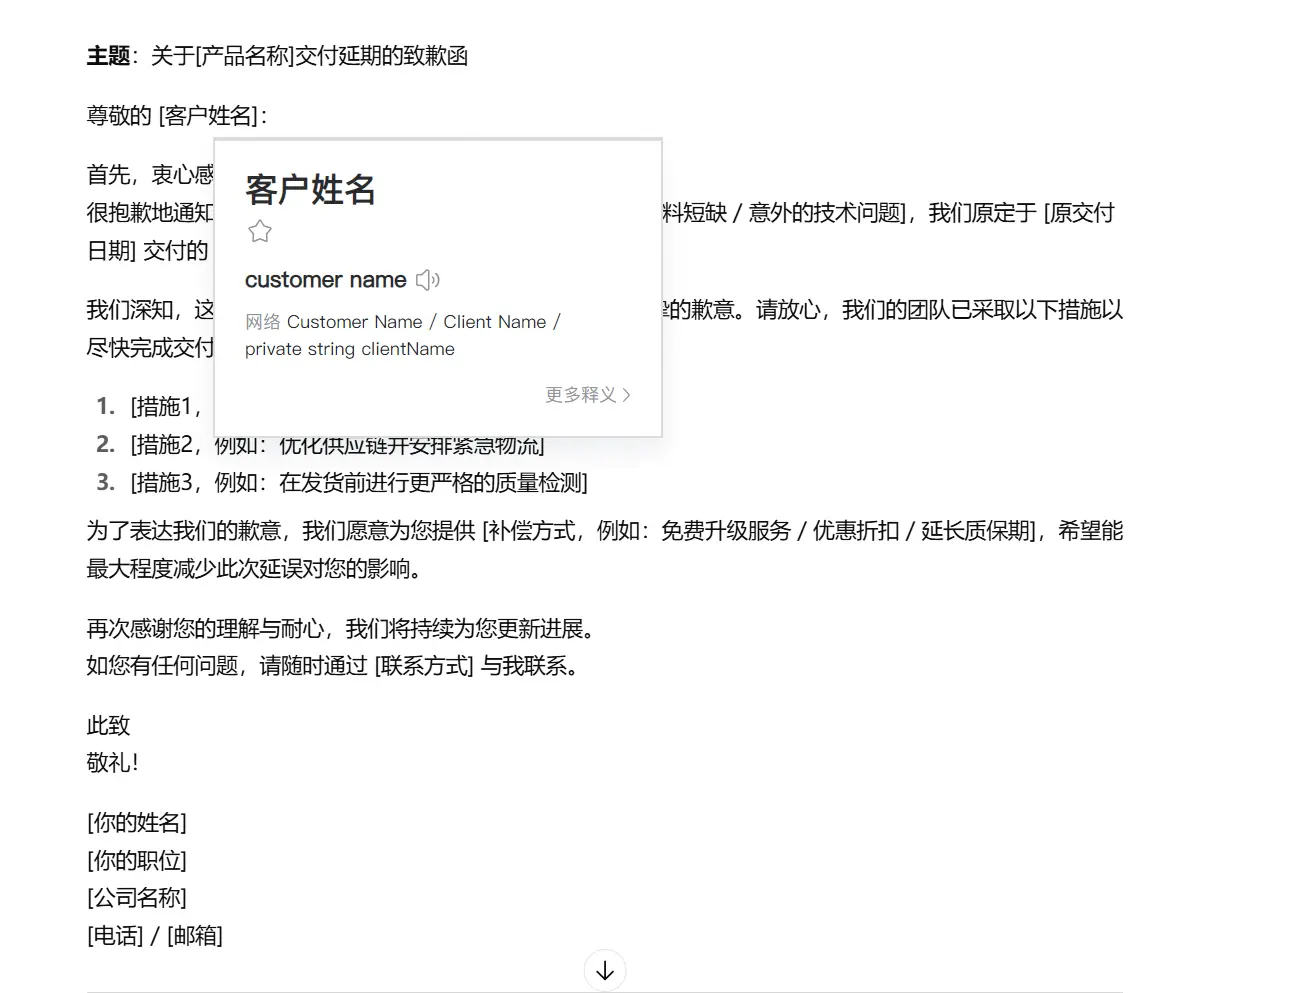 主题：关于[产品名称]交付延期的致歉函
尊敬的 [客户姓名]：
首先，衷心感
很抱歉地通知
料短缺 / 意外的技术问题]，我们原定于 [原交付
日期] 交付的
我们深知，这
的歉意。请放心，我们的团队已采取以下措施以
尽快完成交付
客户姓名
customer name
网络 Customer Name / Client Name /
private string clientName
更多释义
1. [措施1，
2. [措施2，例如：优化供应链并安排紧急物流]
3. [措施3，例如：在发货前进行更严格的质量检测]
为了表达我们的歉意，我们愿意为您提供 [补偿方式，例如：免费升级服务 / 优惠折扣 / 延长质保期]，希望能
最大程度减少此次延误对您的影响。
再次感谢您的理解与耐心，我们将持续为您更新进展。
如您有任何问题，请随时通过 [联系方式] 与我联系。
此致
敬礼！
[你的姓名]
[你的职位]
[公司名称]
[电话] / [邮箱]